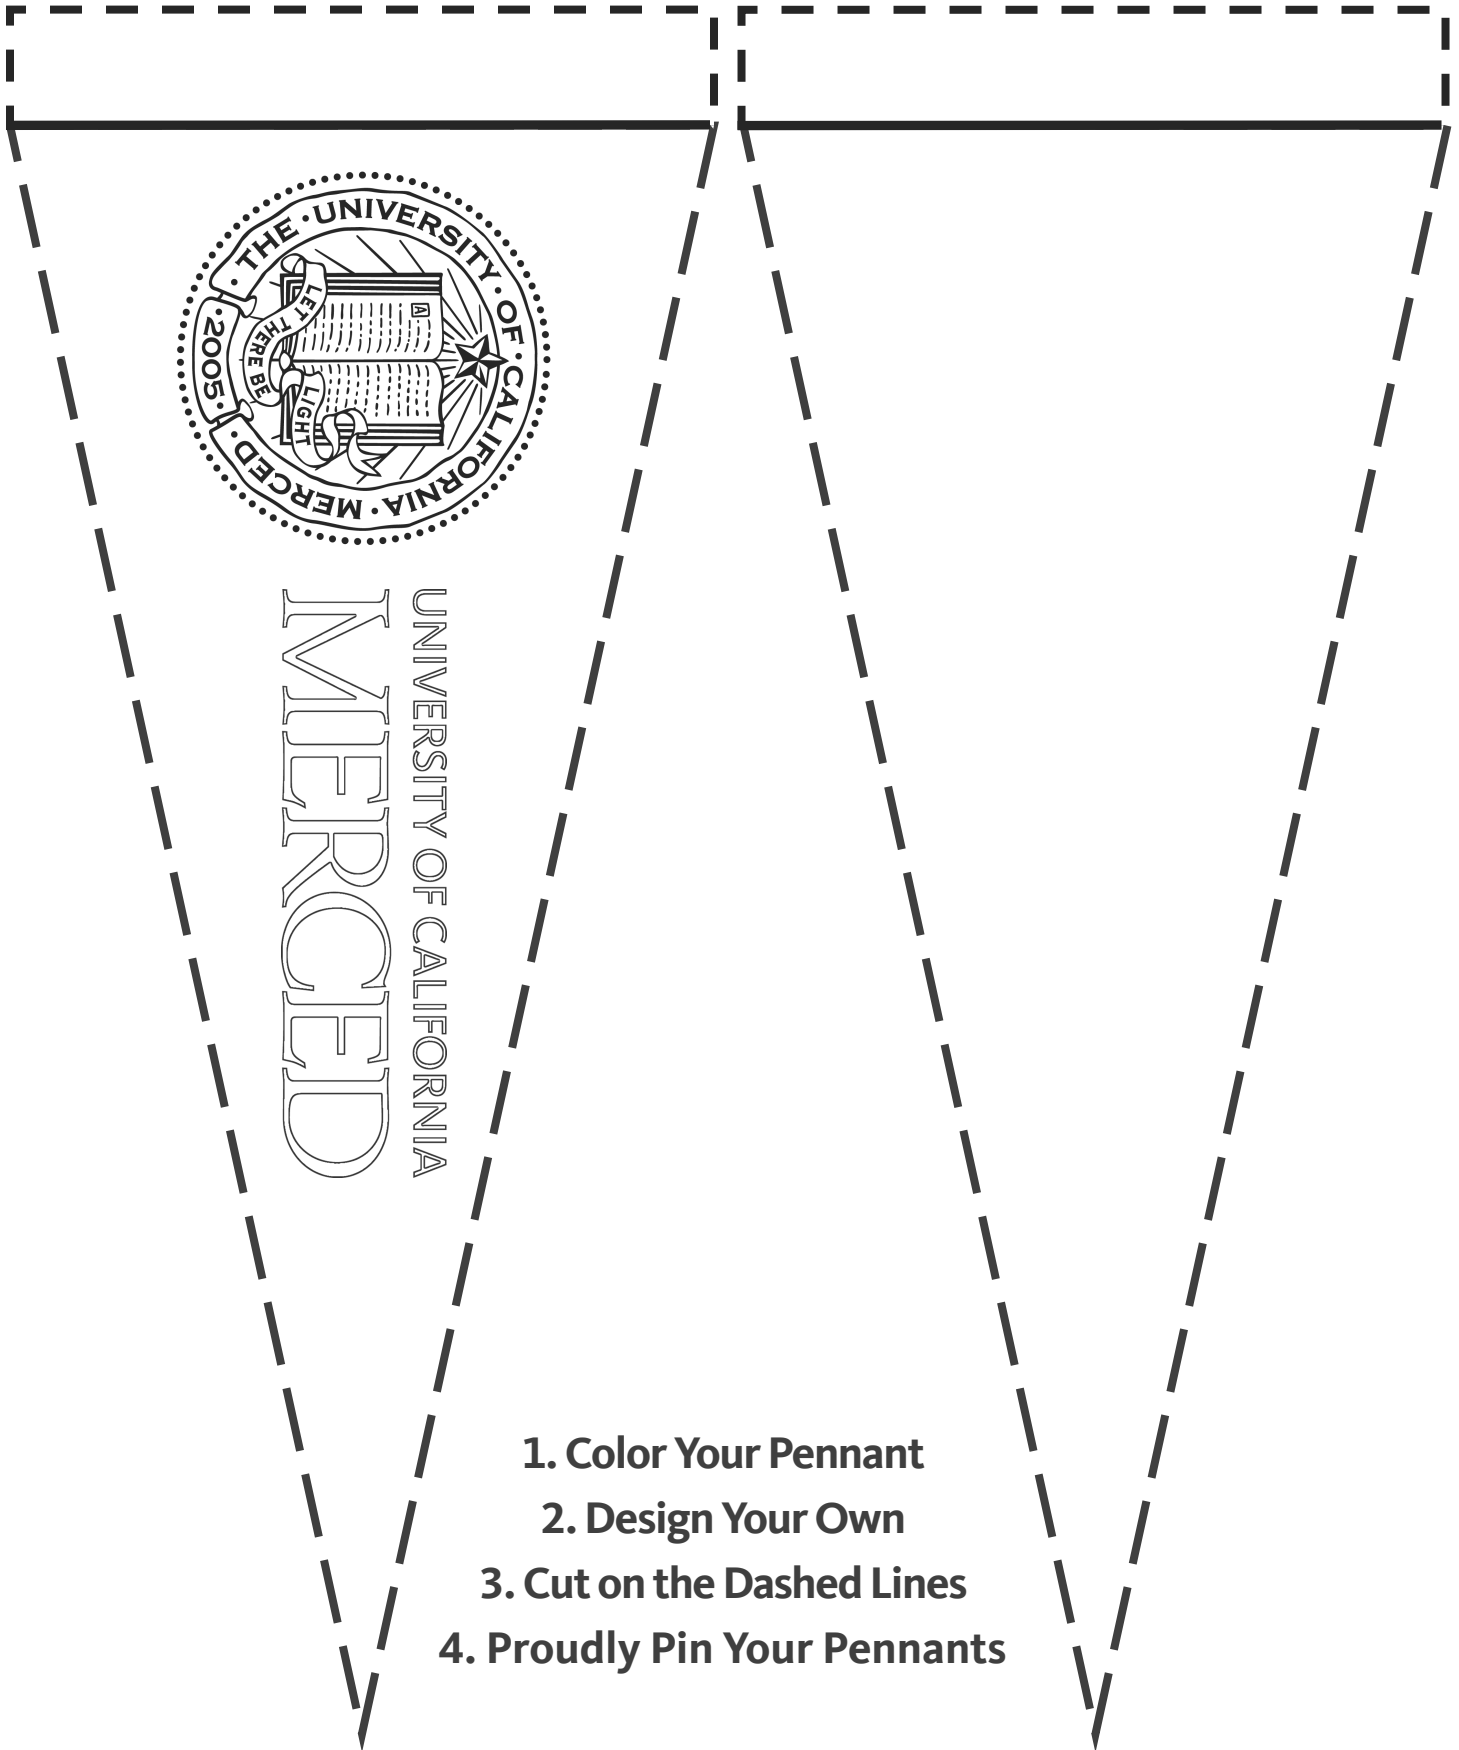 THE · UNIVERSITY · OF · CALIFORNIA · MERCED
· 2005 ·
LET THERE BE LIGHT
A
UNIVERSITY OF CALIFORNIA
MERCED
1. Color Your Pennant
2. Design Your Own
3. Cut on the Dashed Lines
4. Proudly Pin Your Pennants